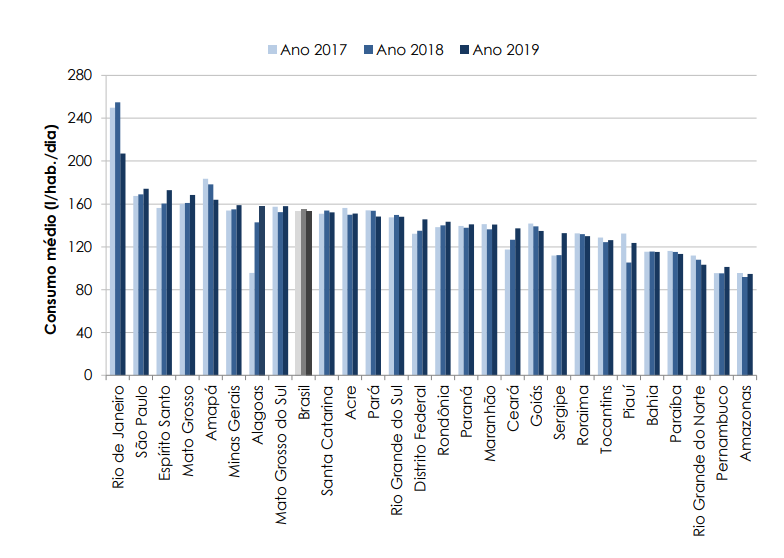 Ano 2017 Ano 2018 Ano 2019
Consumo médio (l/hab./dia)
280
240
200
160
120
80
40
0
Rio de Janeiro
São Paulo
Espírito Santo
Mato Grosso
Amapá
Minas Gerais
Alagoas
Mato Grosso do Sul
Brasil
Santa Catarina
Acre
Pará
Rio Grande do Sul
Distrito Federal
Rondônia
Paraná
Maranhão
Ceará
Goiás
Sergipe
Roraima
Tocantins
Piauí
Bahia
Paraíba
Rio Grande do Norte
Pernambuco
Amazonas